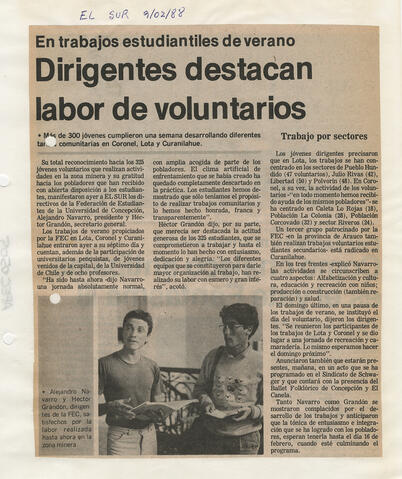 EL SUR 9/02/88
En trabajos estudiantiles de verano
Dirigentes destacan
labor de voluntarios
• Más de 300 jóvenes cumplieron una semana desarrollando diferentes
comunitarias en Coronel, Lota y Curanilahue.
Su total reconocimiento hacia los 325
jóvenes voluntarios que realizan activida-
des en la zona minera y su gratitud
hacia los pobladores que han recibido
con abierta disposición a los estudian-
tes, manifestaron ayer a EL SUR los di-
rectivos de la Federación de Estudian-
tes de la Universidad de Concepción,
Alejandro Navarro, presidente y Héc-
tor Grandón, secretario general.
Los trabajos de verano propiciados
por la FEC en Lota, Coronel y Curani-
lahue entraron ayer a su séptimo día y
cuentan, además de la participación de
universitarios penquistas, de jóvenes
venidos de la Universidad
de Chile y de ocho profesores.
"Ha sido hasta ahora -dijo Navarro-
una jornada absolutamente normal,
con amplia acogida de parte de los
pobladores. El clima artificial de
enfrentamiento que se había creado ha
quedado completamente descartado en
la práctica. Los estudiantes hemos de-
mostrado que sólo teníamos el propósi-
to de realizar trabajos comunitarios y
lo hemos hecho honrada, franca y
transparentemente".
Héctor Grandón dijo, por su parte,
que merecía ser destacada la actitud
generosa de los 325 estudiantes, que se
comprometieron a trabajar y hasta el
momento lo han hecho con entusiasmo,
dedicación y alegría. "Los diferentes
equipos que se constituyeron para dar
mayor organización al trabajo, han rea-
lizado su labor con esmero y gran inte-
rés", acotó.
Trabajo por sectores
Los jóvenes dirigentes precisaron
que en Lota, los trabajos se han con-
centrado en los sectores de Pueblo Hun-
dido (47 voluntarios), Julio Rivas (42),
Libertad (50) y Polvorín (48). En Coro-
nel, a su vez, la actividad de los volunta-
rios -"en todo momento hemos recibi-
do ayuda de los mismos pobladores"- se
ha centrado en Caleta Lo Rojas (18),
Población La Colonia (28), Población
Corcovado (32) y sector Riveros (24).
Un tercer grupo patrocinado por la
FEC -en la provincia de Arauco también
realizan trabajos voluntarios estu-
diantes secundarios- está radicado en
Curanilahue.
En los tres frentes -explicó Navarro-
las actividades se circunscriben a
cuatro aspectos: Alfabetización y cultu-
ra, educación y recreación con niños;
producción o construcción (también re-
paración) y salud.
El domingo último, en una pausa de
los trabajos de verano, se instituyó el
día del voluntario, dijeron los dirigen-
tes. "Se reunieron los participantes de
los trabajos de Lota y Coronel y se dio
lugar a una jornada de recreación y ca-
maradería. Lo mismo esperamos hacer
el domingo próximo".
Anunciaron también que estarán pre-
sentes, mañana, en un acto que se ha
programado en el Sindicato de Schwa-
ger y que contará con la presencia del
Ballet Folklórico de Concepción y El
Canela.
Tanto Navarro como Grandón se
mostraron complacidos por el de-
sarrollo de los trabajos y anticiparon
que la tónica de entusiasmo e integración
que se ha logrado con los poblado-
res, esperan tenerla hasta el 16 de
febrero, cuando esté culminando el
programa.
• Alejandro Na-
varro y Héctor
Grandón, dirigen-
tes de la FEC, sa-
tisfechos por la
labor realizada
hasta ahora en la
zona minera.